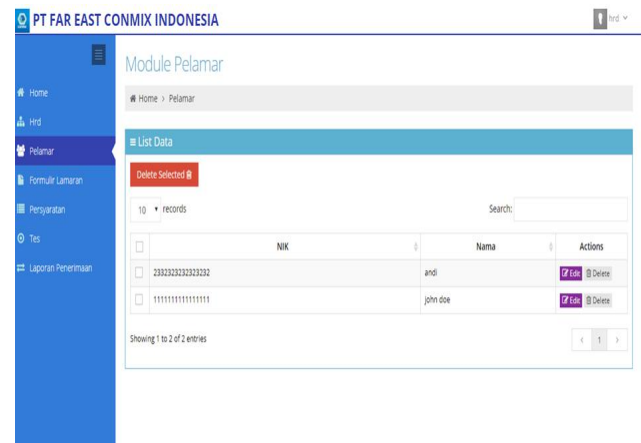 PT FAR EAST CONMIX INDONESIA
hrd
Module Pelamar
Home
Home > Pelamar
Hrd
List Data
Pelamar
Delete Selected
Formulir Lamaran
Persyaratan
10 records Search:
Tes
NIK Nama Actions
Laporan Penerimaan
2332323232323232 andi Edit Delete
1111111111111111 john doe Edit Delete
Showing 1 to 2 of 2 entries
< 1 >